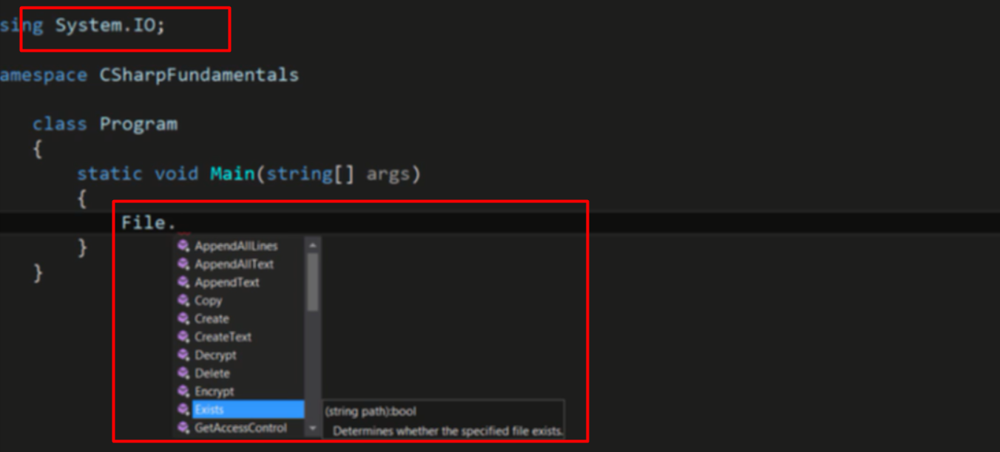 sing System.IO;
amespace CSharpFundamentals
class Program
{
static void Main(string[] args)
{
File.
AppendAllLines
}
AppendAllText
}
AppendText
Copy
Create
CreateText
Decrypt
Delete
Encrypt
Exists
(string path):bool
GetAccessControl
Determines whether the specified file exists.